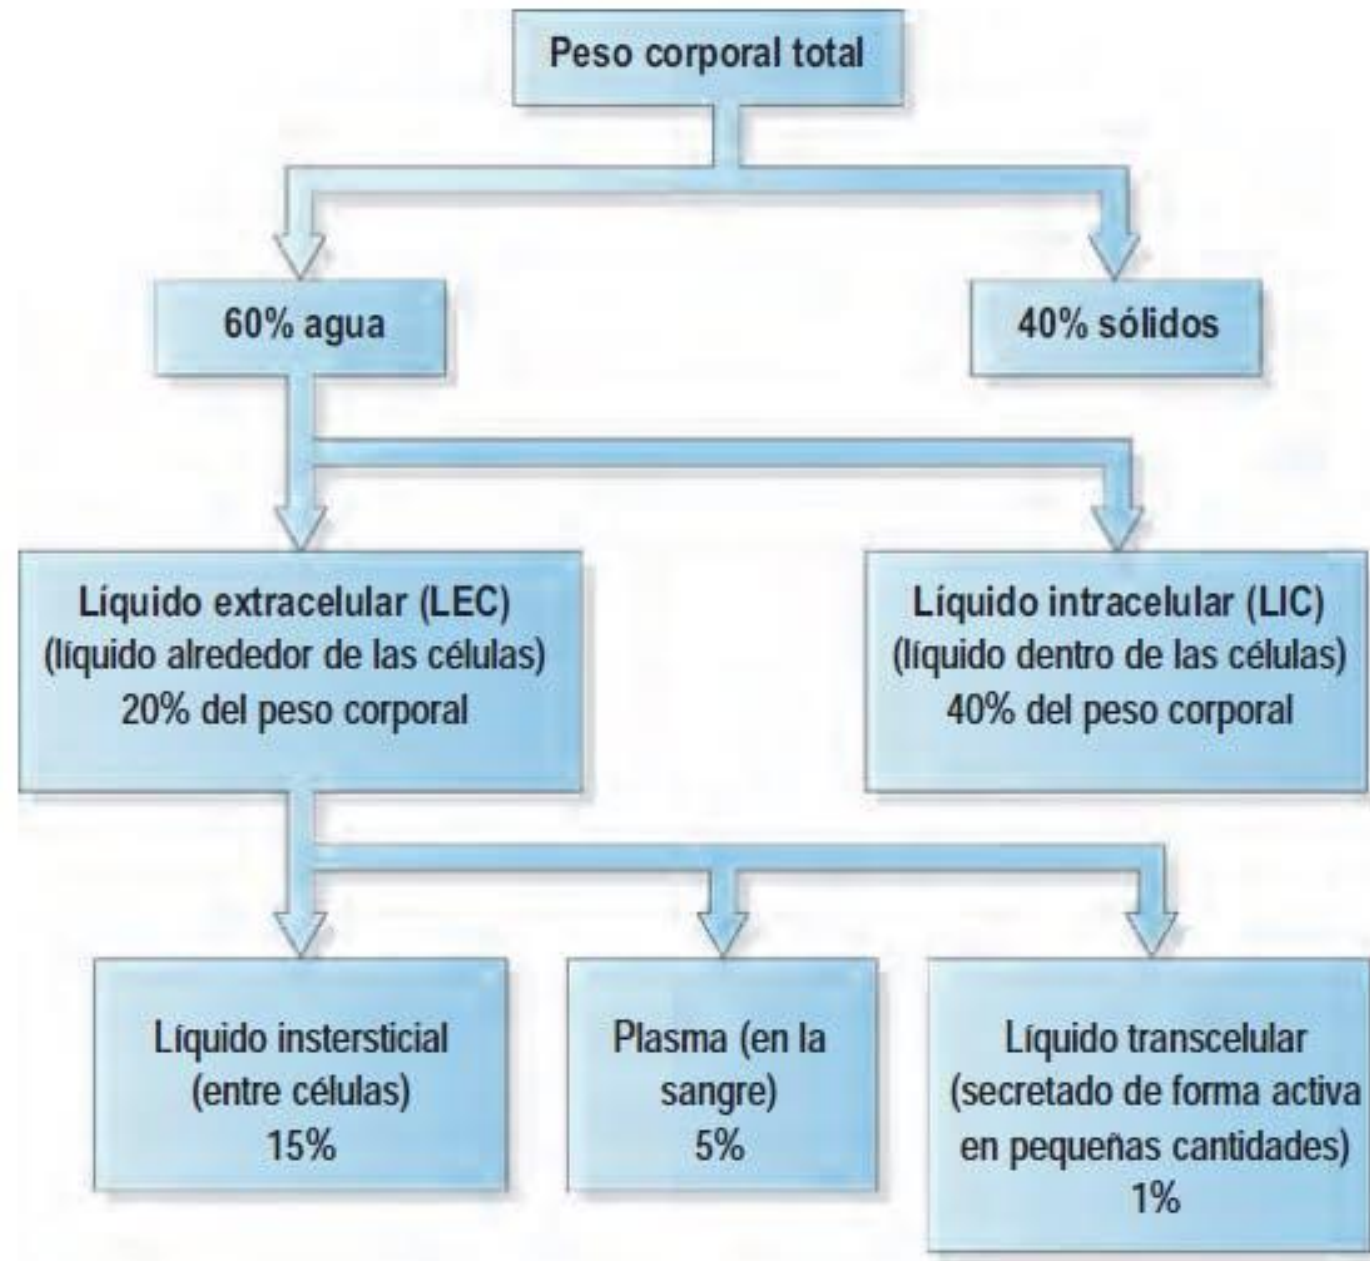 Peso corporal total
60% agua
40% sólidos
Líquido extracelular (LEC)
(líquido alrededor de las células)
20% del peso corporal
Líquido intracelular (LIC)
(líquido dentro de las células)
40% del peso corporal
Líquido instersticial
(entre células)
15%
Plasma (en la
sangre)
5%
Líquido transcelular
(secretado de forma activa
en pequeñas cantidades)
1%